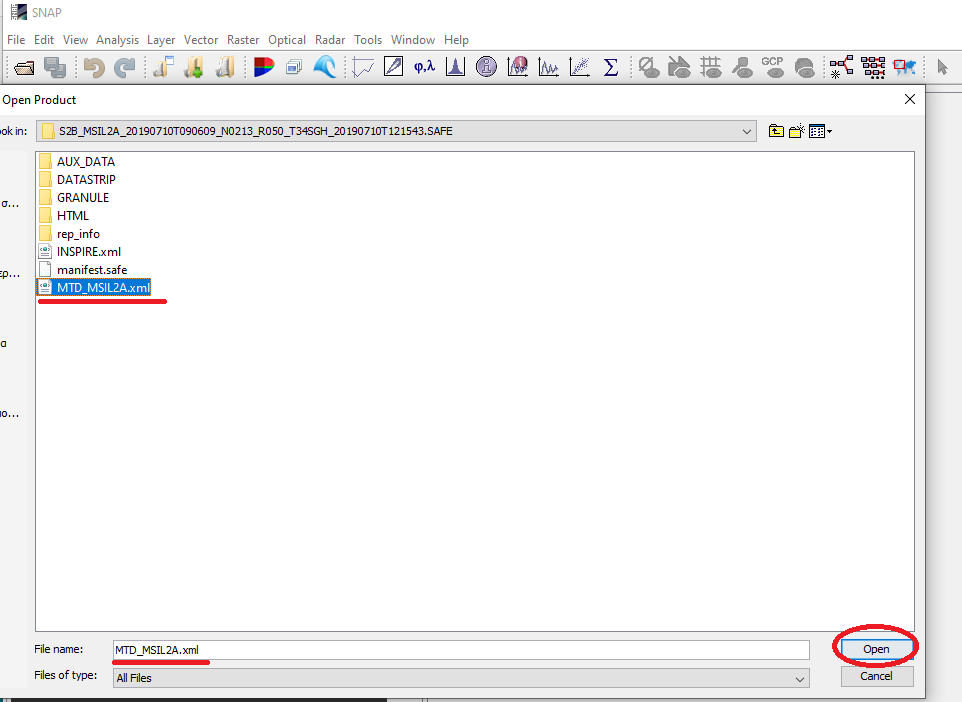 SNAP
File Edit View Analysis Layer Vector Raster Optical Radar Tools Window Help
φ,λ Σ GCP
Open Product
ok in: S2B_MSIL2A_20190710T090609_N0213_R050_T34SGH_20190710T121543.SAFE
AUX_DATA
DATASTRIP
σ...
GRANULE
HTML
rep_info
INSPIRE.xml
ερ...
manifest.safe
MTD_MSIL2A.xml
α
ιο...
File name: MTD_MSIL2A.xml Open
Files of type: All Files Cancel